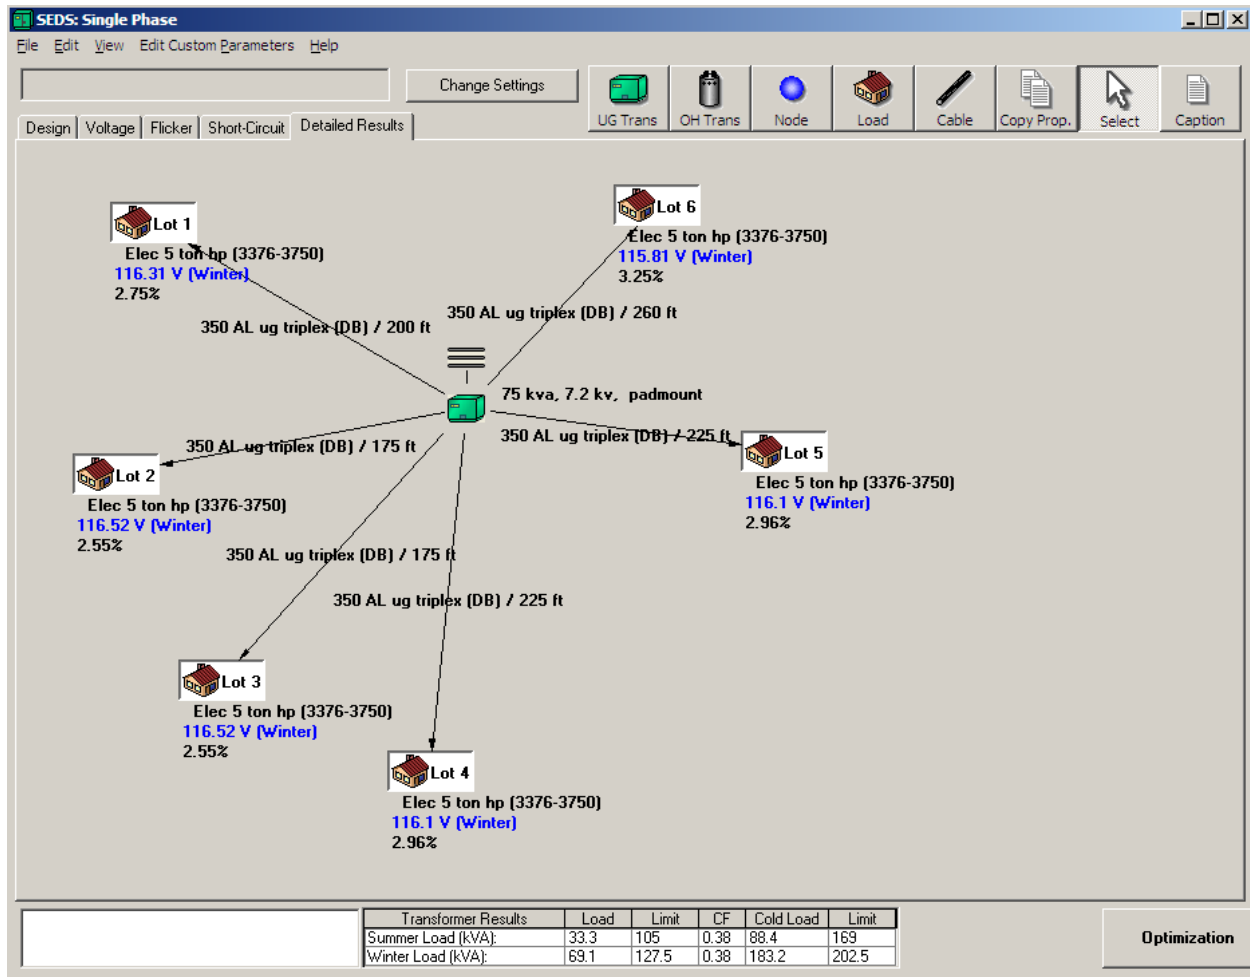 SEDS: Single Phase
File Edit View Edit Custom Parameters Help
Change Settings
UG Trans OH Trans Node Load Cable Copy Prop. Select Caption
Design Voltage Flicker Short-Circuit Detailed Results
Lot 1
Elec 5 ton hp (3376-3750)
116.31 V (Winter)
2.75%
350 AL ug triplex (DB) / 200 ft
Lot 6
Elec 5 ton hp (3376-3750)
115.81 V (Winter)
3.25%
350 AL ug triplex (DB) / 260 ft
75 kva, 7.2 kv, padmount
350 AL ug triplex (DB) / 175 ft
350 AL ug triplex (DB) / 225 ft
Lot 2
Elec 5 ton hp (3376-3750)
116.52 V (Winter)
2.55%
Lot 5
Elec 5 ton hp (3376-3750)
116.1 V (Winter)
2.96%
350 AL ug triplex (DB) / 175 ft
350 AL ug triplex (DB) / 225 ft
Lot 3
Elec 5 ton hp (3376-3750)
116.52 V (Winter)
2.55%
Lot 4
Elec 5 ton hp (3376-3750)
116.1 V (Winter)
2.96%
Transformer Results Load Limit CF Cold Load Limit
Summer Load (kVA): 33.3 105 0.38 88.4 169
Winter Load (kVA): 69.1 127.5 0.38 183.2 202.5
Optimization